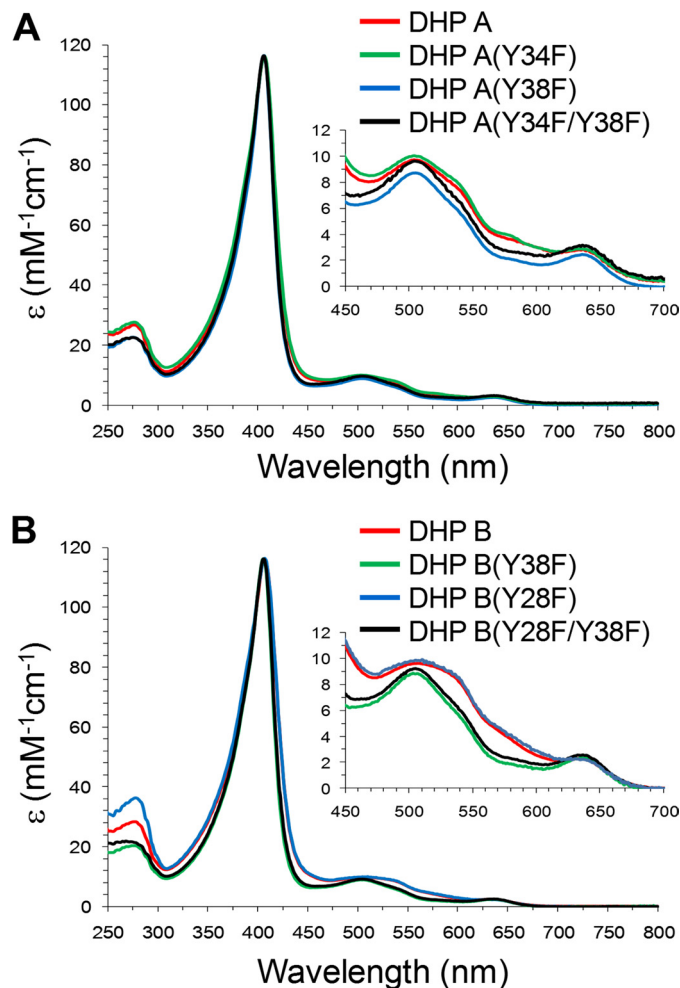 A
DHP A
DHP A(Y34F)
DHP A(Y38F)
DHP A(Y34F/Y38F)
ε (mM⁻¹cm⁻¹)
120
100
80
60
40
20
0
12
10
8
6
4
2
0
450 500 550 600 650 700
250 300 350 400 450 500 550 600 650 700 750 800
Wavelength (nm)
B
DHP B
DHP B(Y38F)
DHP B(Y28F)
DHP B(Y28F/Y38F)
ε (mM⁻¹cm⁻¹)
120
100
80
60
40
20
0
12
10
8
6
4
2
0
450 500 550 600 650 700
250 300 350 400 450 500 550 600 650 700 750 800
Wavelength (nm)